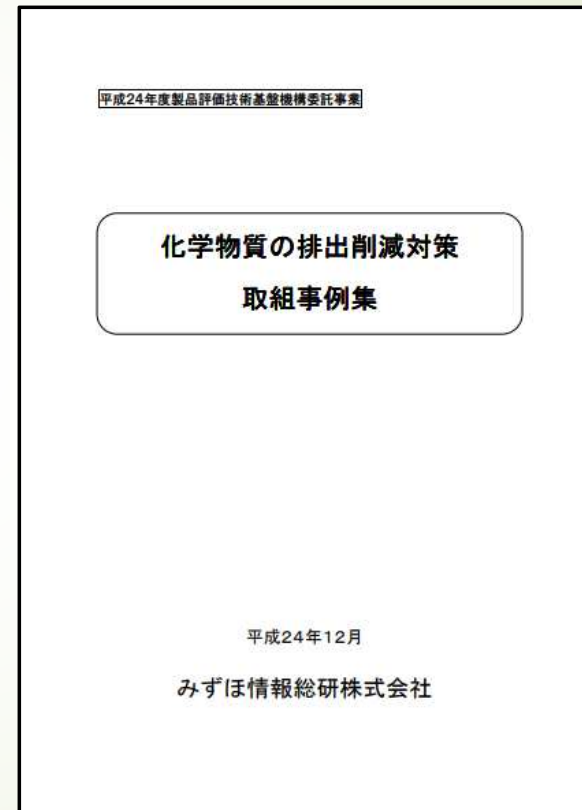 平成24年度製品評価技術基盤機構委託事業
化学物質の排出削減対策
取組事例集
平成24年12月
みずほ情報総研株式会社